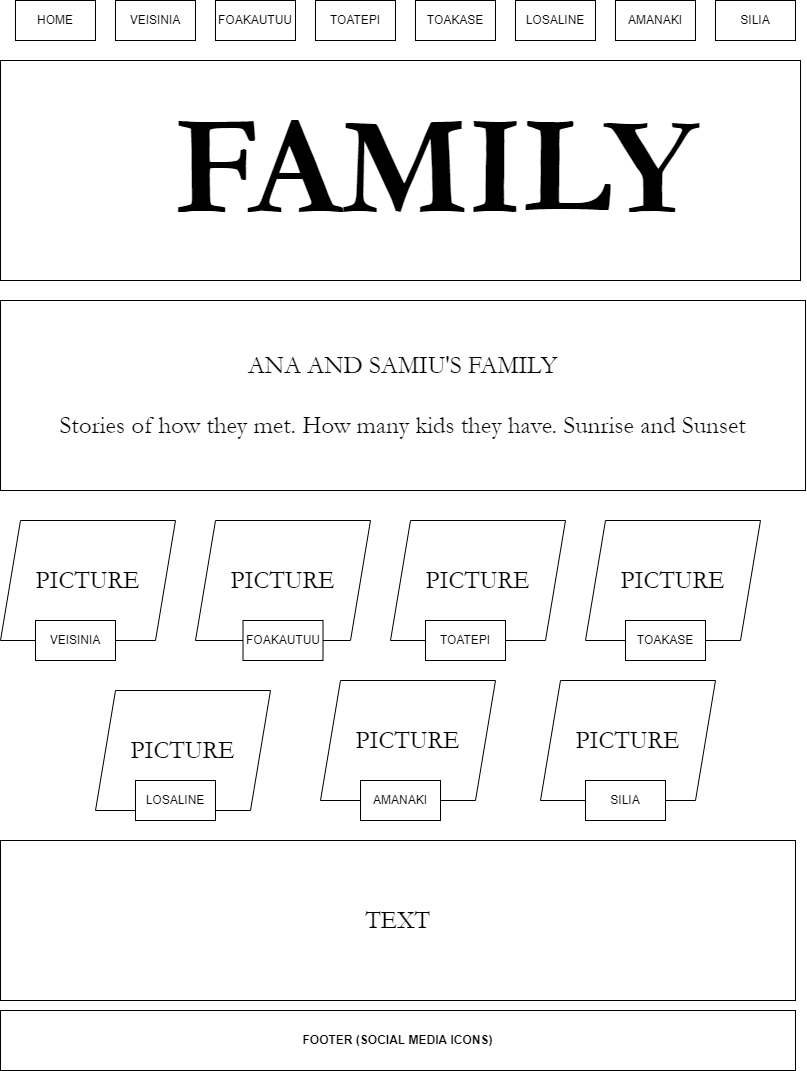 HOME VEISINIA FOAKAUTUU TOATEPI TOAKASE LOSALINE AMANAKI SILIA
FAMILY
ANA AND SAMIU'S FAMILY
Stories of how they met. How many kids they have. Sunrise and Sunset
PICTURE PICTURE PICTURE PICTURE
VEISINIA FOAKAUTUU TOATEPI TOAKASE
PICTURE PICTURE PICTURE
LOSALINE AMANAKI SILIA
TEXT
FOOTER (SOCIAL MEDIA ICONS)